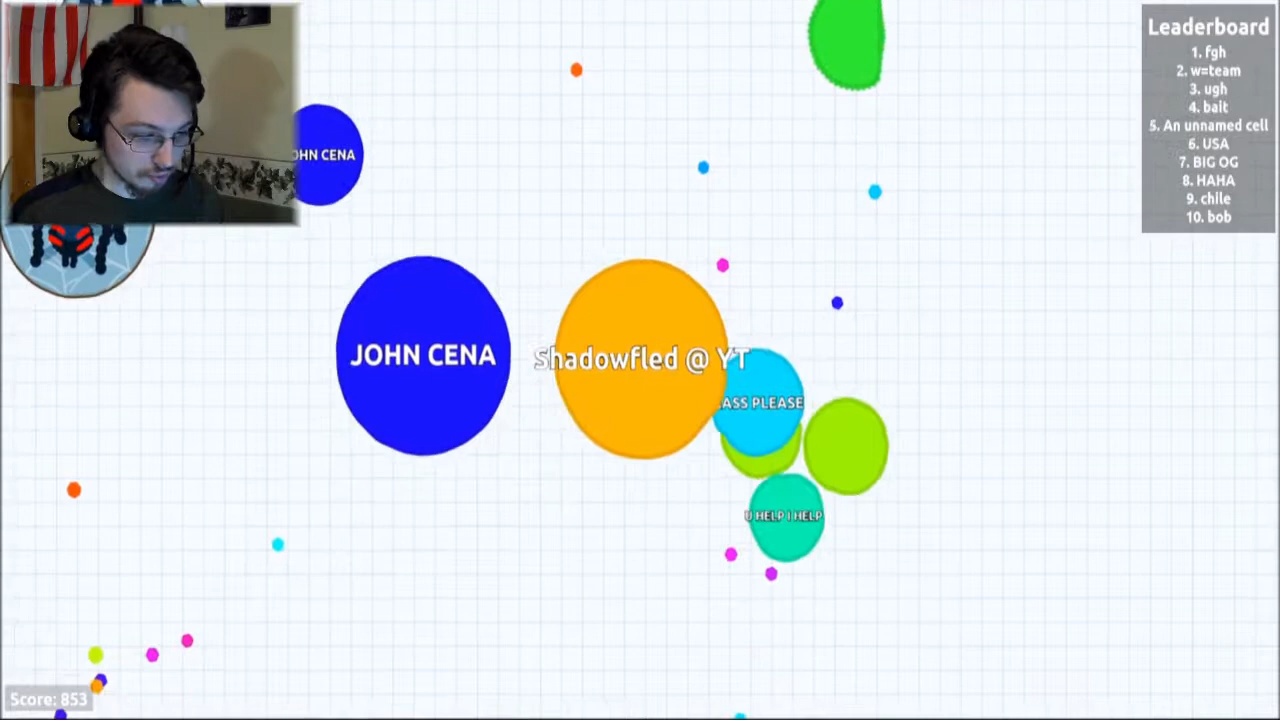 Leaderboard
1. fgh
2. w=team
3. ugh
4. bait
5. An unnamed cell
6. USA
7. BIG OG
8. HAHA
9. chile
10. bob
OHN CENA
JOHN CENA
Shadowfled @ YT
ASS PLEASE
U HELP I HELP
Score: 853